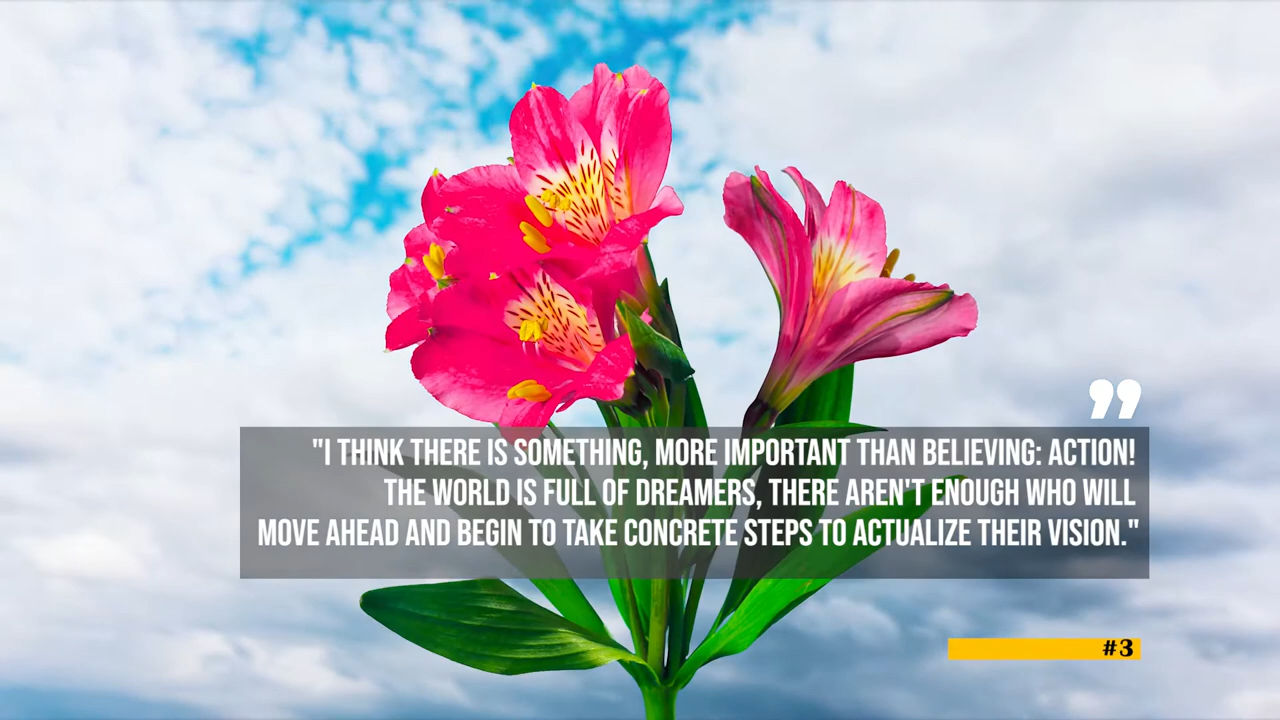 "I THINK THERE IS SOMETHING, MORE IMPORTANT THAN BELIEVING: ACTION!
THE WORLD IS FULL OF DREAMERS, THERE AREN'T ENOUGH WHO WILL
MOVE AHEAD AND BEGIN TO TAKE CONCRETE STEPS TO ACTUALIZE THEIR VISION."
#3